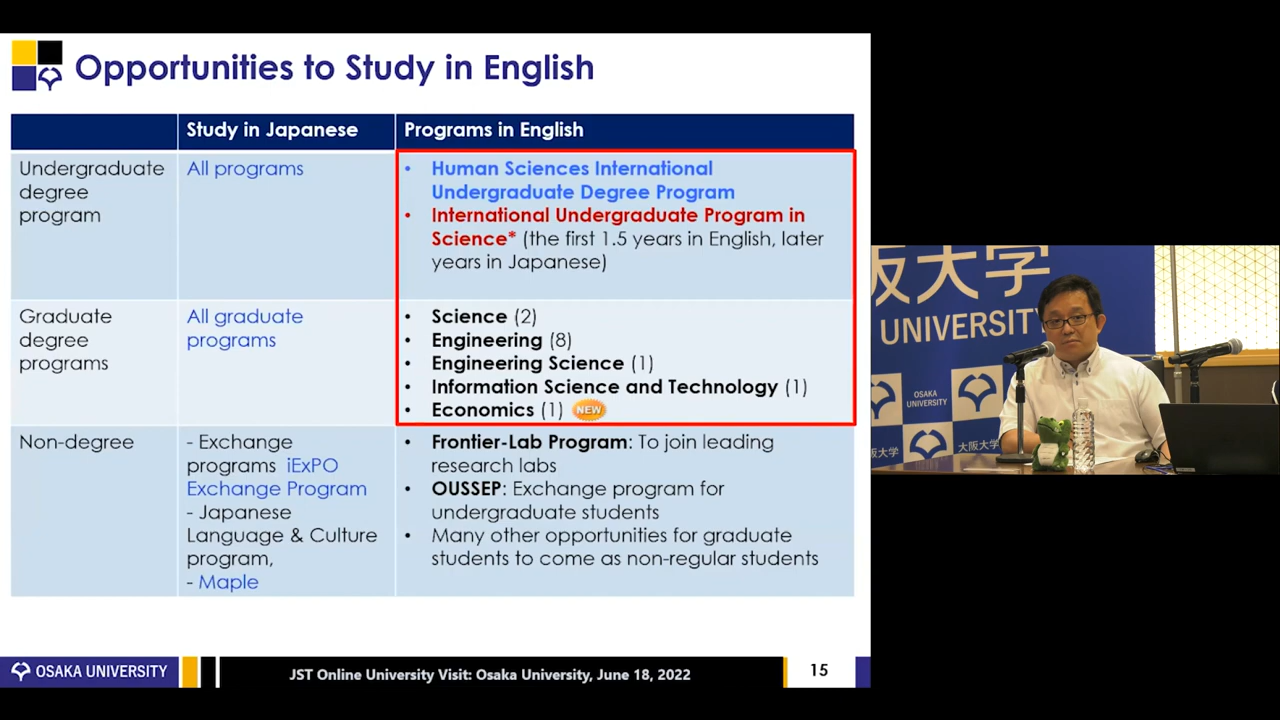 Opportunities to Study in English
Study in Japanese
Programs in English
Undergraduate
degree
program
All programs
• Human Sciences International
Undergraduate Degree Program
• International Undergraduate Program in
Science* (the first 1.5 years in English, later
years in Japanese)
Graduate
degree
programs
All graduate
programs
• Science (2)
• Engineering (8)
• Engineering Science (1)
• Information Science and Technology (1)
• Economics (1) NEW
Non-degree
- Exchange
programs iExPO
Exchange Program
- Japanese
Language & Culture
program,
- Maple
• Frontier-Lab Program: To join leading
research labs
• OUSSEP: Exchange program for
undergraduate students
• Many other opportunities for graduate
students to come as non-regular students
OSAKA UNIVERSITY
JST Online University Visit: Osaka University, June 18, 2022
15
阪大学
UNIVERSITY
OSAKA
UNIVERSITY
大阪大学